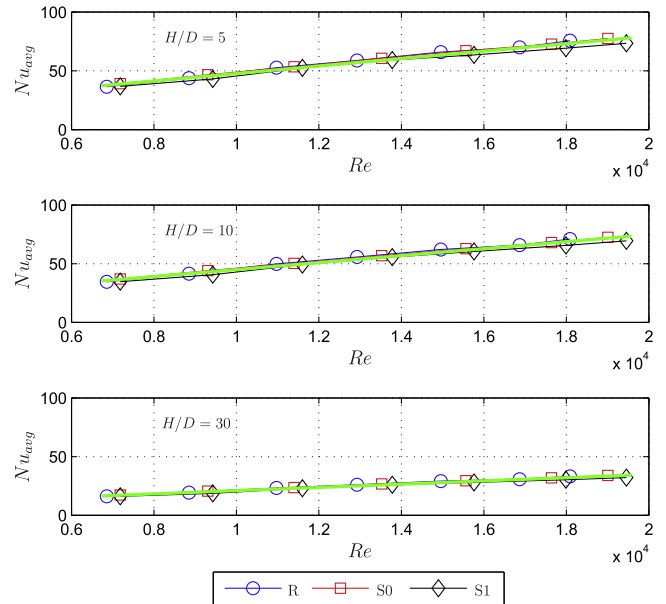 100
50
0
Nu_avg
H/D = 5
0.6 0.8 1 1.2 1.4 1.6 1.8 2
Re
x 10^4
100
50
0
Nu_avg
H/D = 10
0.6 0.8 1 1.2 1.4 1.6 1.8 2
Re
x 10^4
100
50
0
Nu_avg
H/D = 30
0.6 0.8 1 1.2 1.4 1.6 1.8 2
Re
x 10^4
R S0 S1